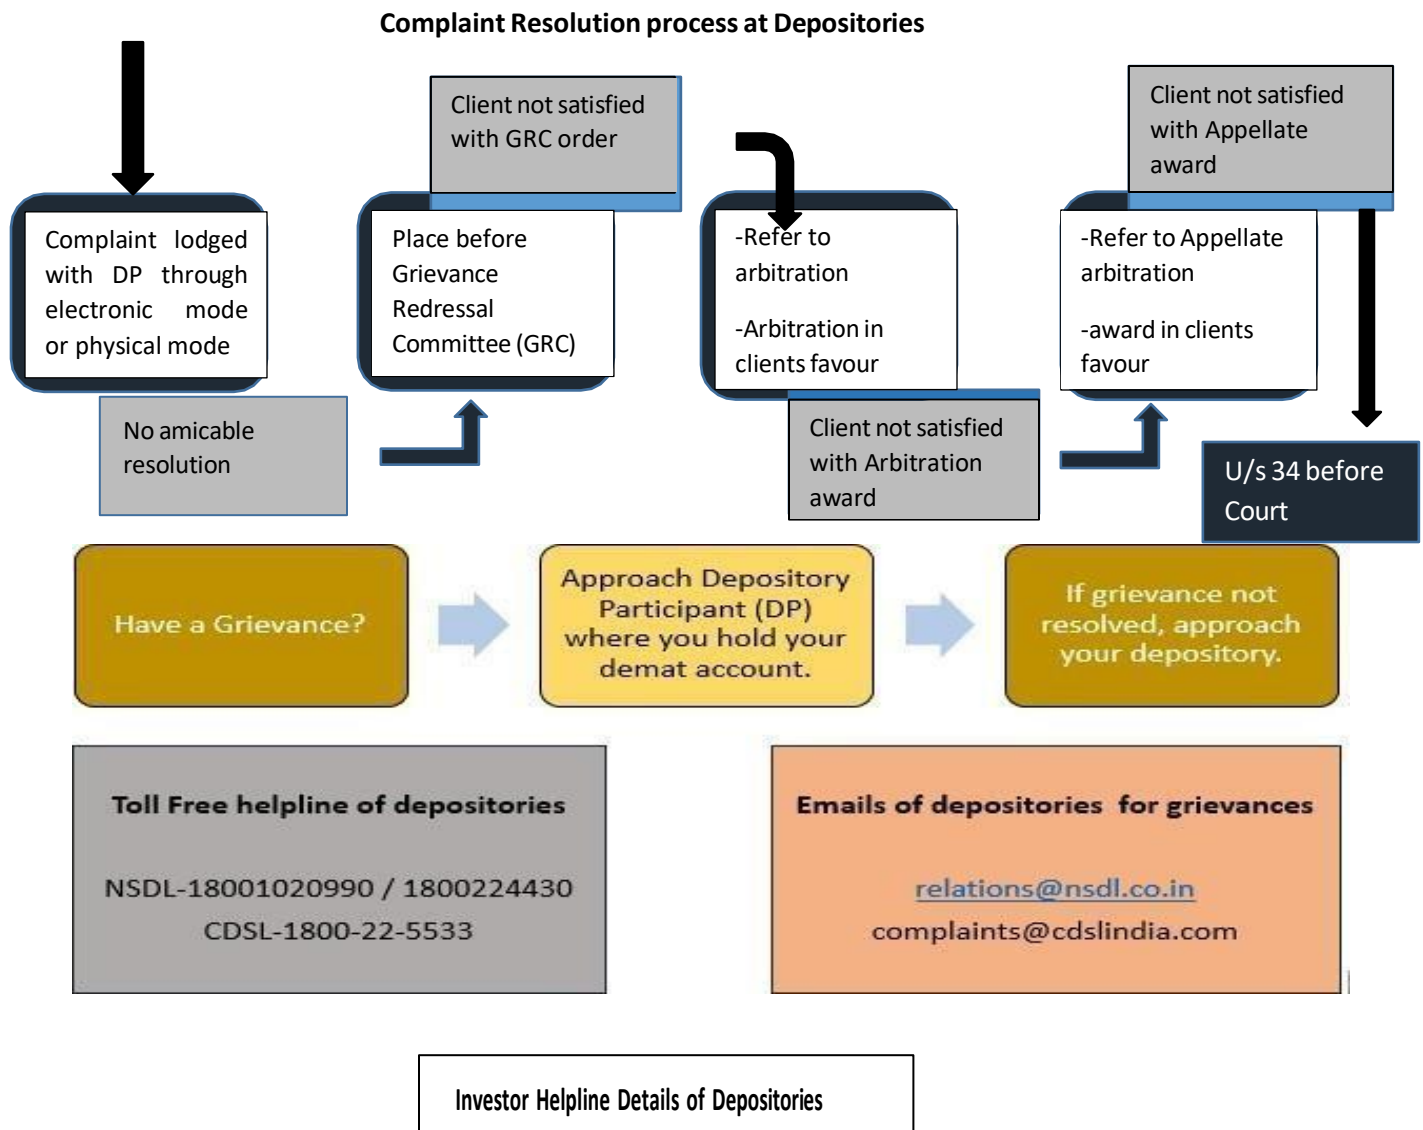 Complaint Resolution process at Depositories
Complaint lodged
with DP through
electronic mode
or physical mode
No amicable
resolution
Place before
Grievance
Redressal
Committee (GRC)
Client not satisfied
with GRC order
-Refer to
arbitration
-Arbitration in
clients favour
Client not satisfied
with Arbitration
award
-Refer to Appellate
arbitration
-award in clients
favour
Client not satisfied
with Appellate
award
U/s 34 before
Court
Have a Grievance?
Approach Depository
Participant (DP)
where you hold your
demat account.
If grievance not
resolved, approach
your depository.
Toll Free helpline of depositories
NSDL-18001020990 / 1800224430
CDSL-1800-22-5533
Emails of depositories for grievances
relations@nsdl.co.in
complaints@cdslindia.com
Investor Helpline Details of Depositories